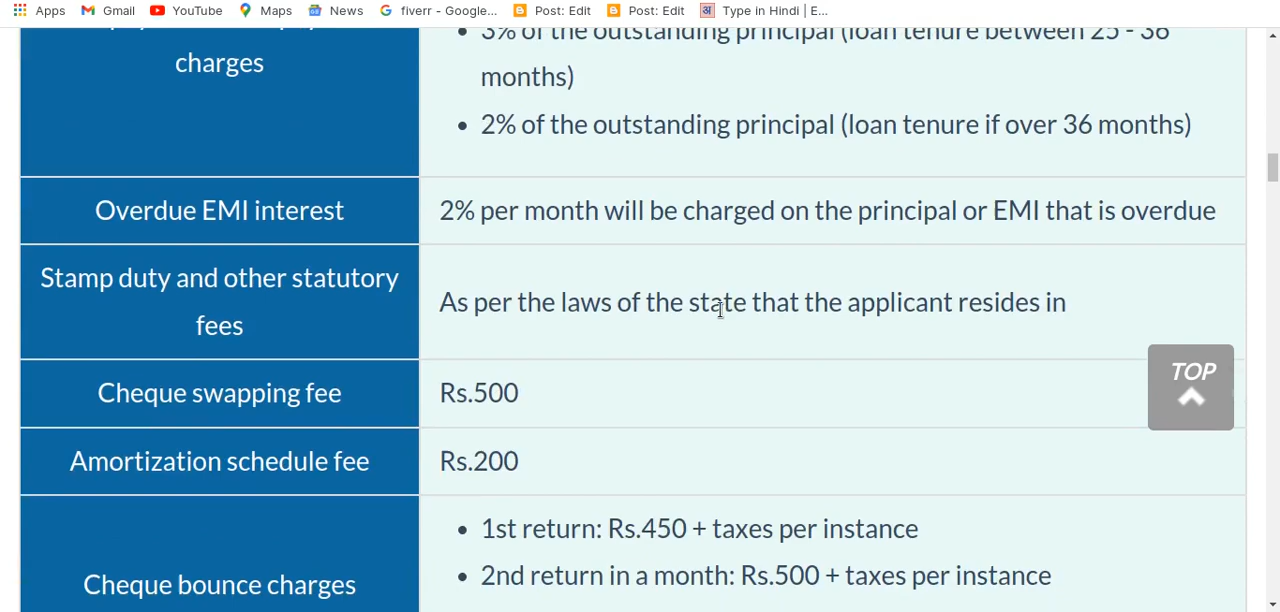 Apps Gmail YouTube Maps News fiverr - Google... Post: Edit Post: Edit अ Type in Hindi | E...
charges
3% of the outstanding principal (loan tenure between 25 - 36
months)
• 2% of the outstanding principal (loan tenure if over 36 months)
Overdue EMI interest
2% per month will be charged on the principal or EMI that is overdue
Stamp duty and other statutory
fees
As per the laws of the state that the applicant resides in
TOP
Cheque swapping fee
Rs.500
Amortization schedule fee
Rs.200
Cheque bounce charges
• 1st return: Rs.450 + taxes per instance
• 2nd return in a month: Rs.500 + taxes per instance